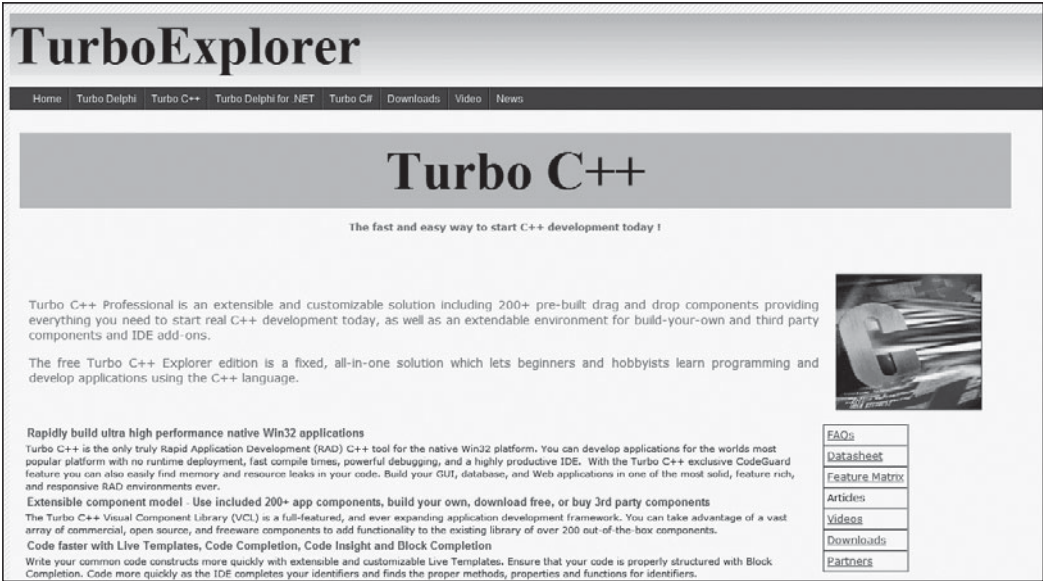 TurboExplorer
Home Turbo Delphi Turbo C++ Turbo Delphi for .NET Turbo C# Downloads Video News
Turbo C++
The fast and easy way to start C++ development today !
Turbo C++ Professional is an extensible and customizable solution including 200+ pre-built drag and drop components providing
everything you need to start real C++ development today, as well as an extendable environment for build-your-own and third party
components and IDE add-ons.
The free Turbo C++ Explorer edition is a fixed, all-in-one solution which lets beginners and hobbyists learn programming and
develop applications using the C++ language.
Rapidly build ultra high performance native Win32 applications
Turbo C++ is the only truly Rapid Application Development (RAD) C++ tool for the native Win32 platform. You can develop applications for the worlds most
popular platform with no runtime deployment, fast compile times, powerful debugging, and a highly productive IDE. With the Turbo C++ exclusive CodeGuard
feature you can also easily find memory and resource leaks in your code. Build your GUI, database, and Web applications in one of the most solid, feature rich,
and responsive RAD environments ever.
Extensible component model - Use included 200+ app components, build your own, download free, or buy 3rd party components
The Turbo C++ Visual Component Library (VCL) is a full-featured, and ever expanding application development framework. You can take advantage of a vast
array of commercial, open source, and freeware components to add functionality to the existing library of over 200 out-of-the-box components.
Code faster with Live Templates, Code Completion, Code Insight and Block Completion
Write your common code constructs more quickly with extensible and customizable Live Templates. Ensure that your code is properly structured with Block
Completion. Code more quickly as the IDE completes your identifiers and finds the proper methods, properties and functions for identifiers.
FAQs
Datasheet
Feature Matrix
Articles
Videos
Downloads
Partners